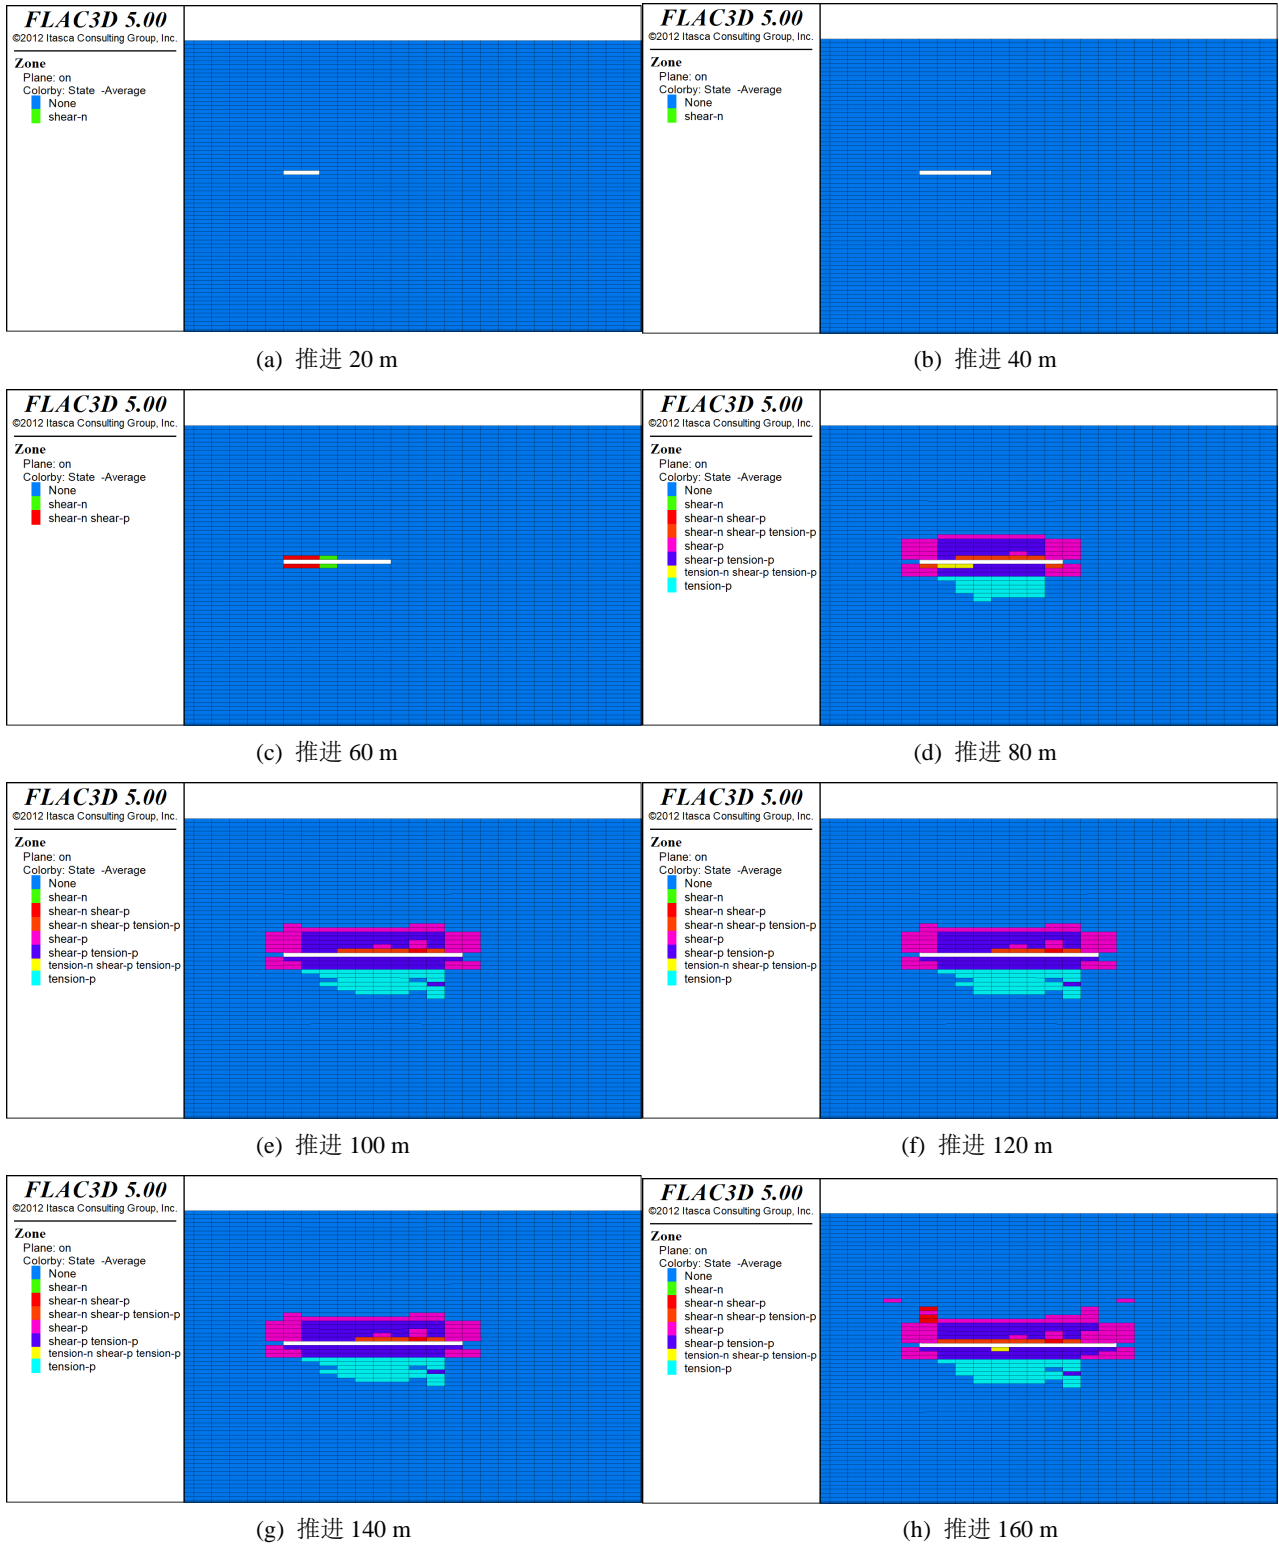 FLAC3D 5.00
©2012 Itasca Consulting Group, Inc.
Zone
Plane: on
Colorby: State -Average
None
shear-n
(a) 推进 20 m
FLAC3D 5.00
©2012 Itasca Consulting Group, Inc.
Zone
Plane: on
Colorby: State -Average
None
shear-n
(b) 推进 40 m
FLAC3D 5.00
©2012 Itasca Consulting Group, Inc.
Zone
Plane: on
Colorby: State -Average
None
shear-n
shear-n shear-p
(c) 推进 60 m
FLAC3D 5.00
©2012 Itasca Consulting Group, Inc.
Zone
Plane: on
Colorby: State -Average
None
shear-n
shear-n shear-p
shear-n shear-p tension-p
shear-p
shear-p tension-p
tension-n shear-p tension-p
tension-p
(d) 推进 80 m
FLAC3D 5.00
©2012 Itasca Consulting Group, Inc.
Zone
Plane: on
Colorby: State -Average
None
shear-n
shear-n shear-p
shear-n shear-p tension-p
shear-p
shear-p tension-p
tension-n shear-p tension-p
tension-p
(e) 推进 100 m
FLAC3D 5.00
©2012 Itasca Consulting Group, Inc.
Zone
Plane: on
Colorby: State -Average
None
shear-n
shear-n shear-p
shear-n shear-p tension-p
shear-p
shear-p tension-p
tension-n shear-p tension-p
tension-p
(f) 推进 120 m
FLAC3D 5.00
©2012 Itasca Consulting Group, Inc.
Zone
Plane: on
Colorby: State -Average
None
shear-n
shear-n shear-p
shear-n shear-p tension-p
shear-p
shear-p tension-p
tension-n shear-p tension-p
tension-p
(g) 推进 140 m
FLAC3D 5.00
©2012 Itasca Consulting Group, Inc.
Zone
Plane: on
Colorby: State -Average
None
shear-n
shear-n shear-p
shear-n shear-p tension-p
shear-p
shear-p tension-p
tension-n shear-p tension-p
tension-p
(h) 推进 160 m